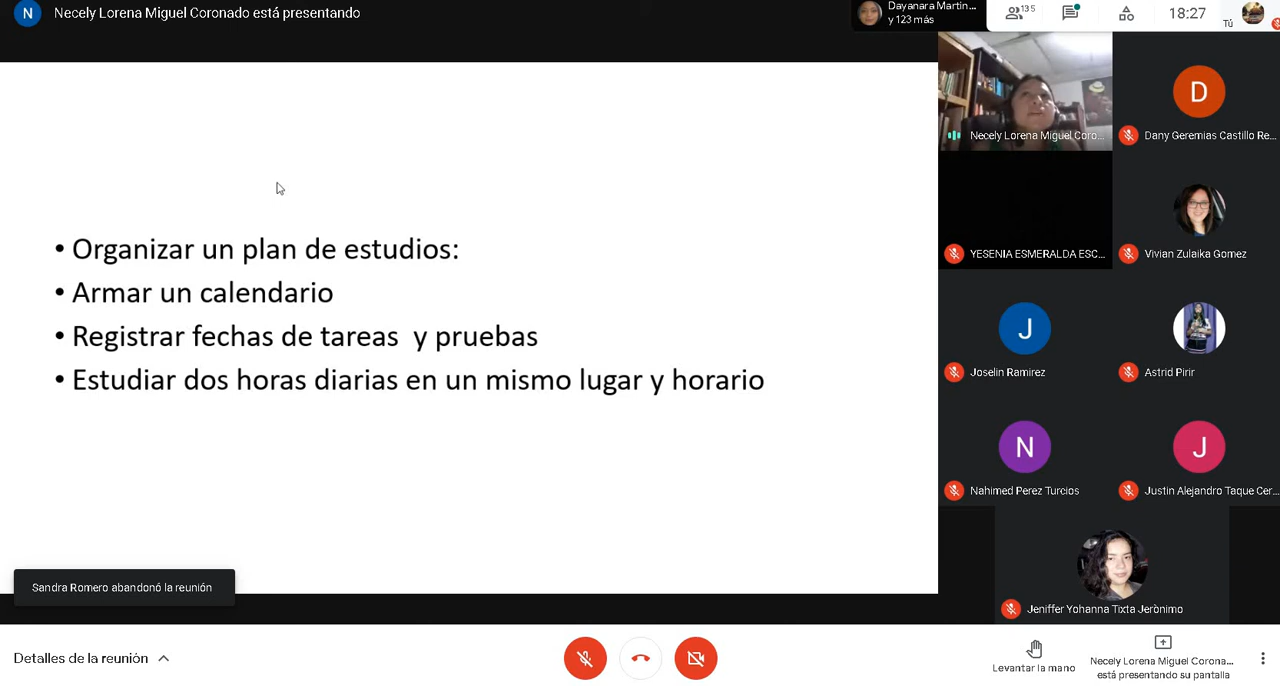 N Necely Lorena Miguel Coronado está presentando
Dayanara Martin...
y 123 más
135
18:27
Tú
• Organizar un plan de estudios:
• Armar un calendario
• Registrar fechas de tareas y pruebas
• Estudiar dos horas diarias en un mismo lugar y horario
Necely Lorena Miguel Coro...
D
Dany Geremias Castillo Re...
YESENIA ESMERALDA ESC...
Vivian Zulaika Gomez
J
Joselin Ramirez
Astrid Pirir
N
Nahimed Perez Turcios
J
Justin Alejandro Taque Cer...
Jeniffer Yohanna Tixta Jerònimo
Sandra Romero abandonó la reunión
Detalles de la reunión
Levantar la mano
Necely Lorena Miguel Corona...
está presentando su pantalla